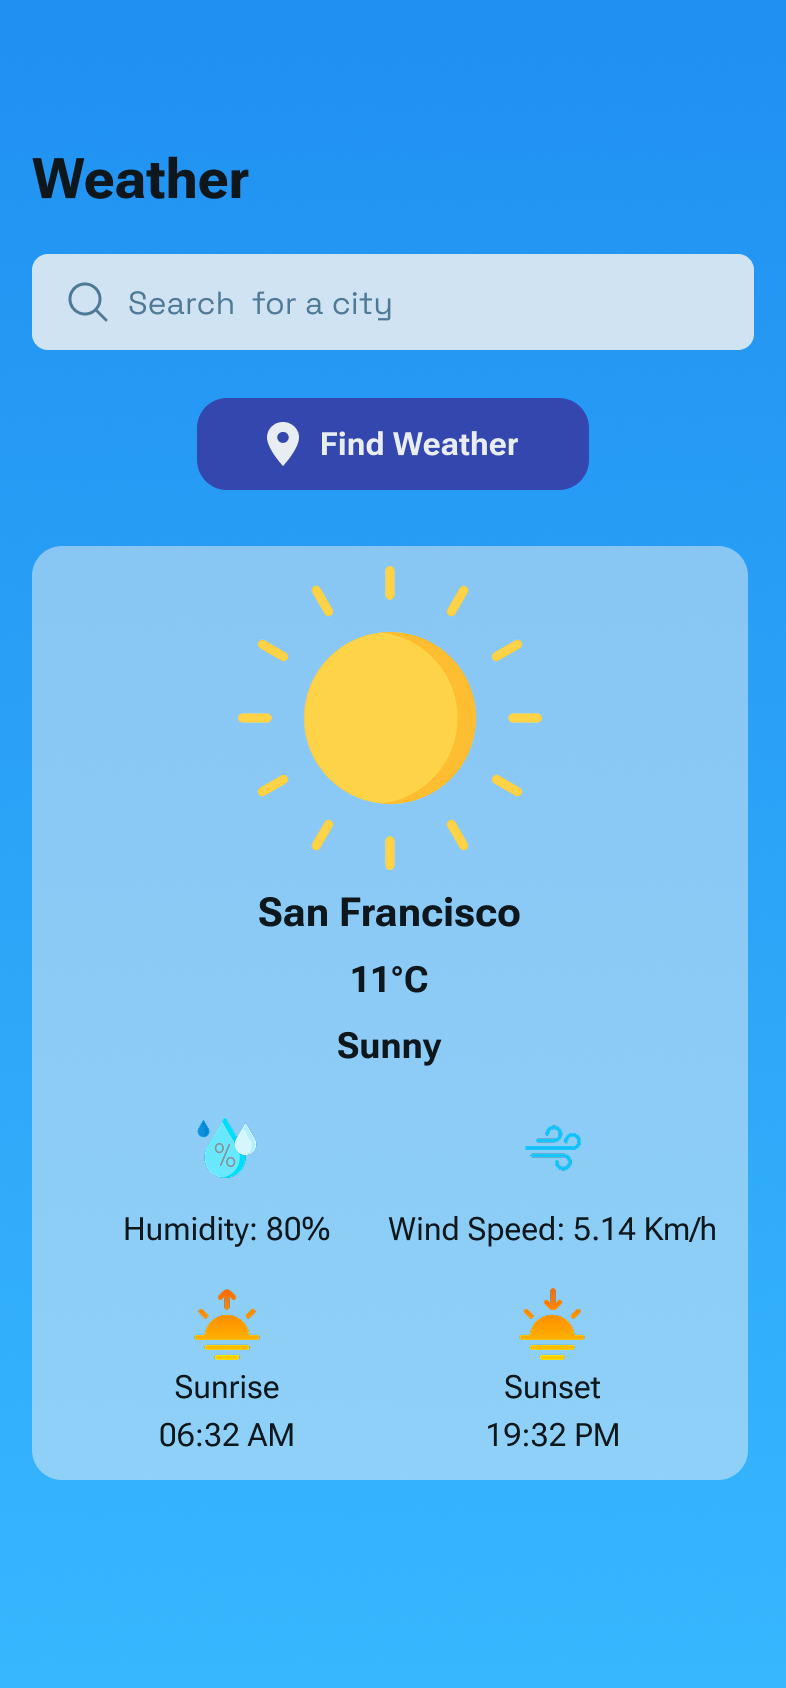 Weather
Search  for a city
Find Weather
San Francisco
11°C
Sunny
%
Humidity: 80%
Wind Speed: 5.14 Km/h
Sunrise
Sunset
06:32 AM
19:32 PM